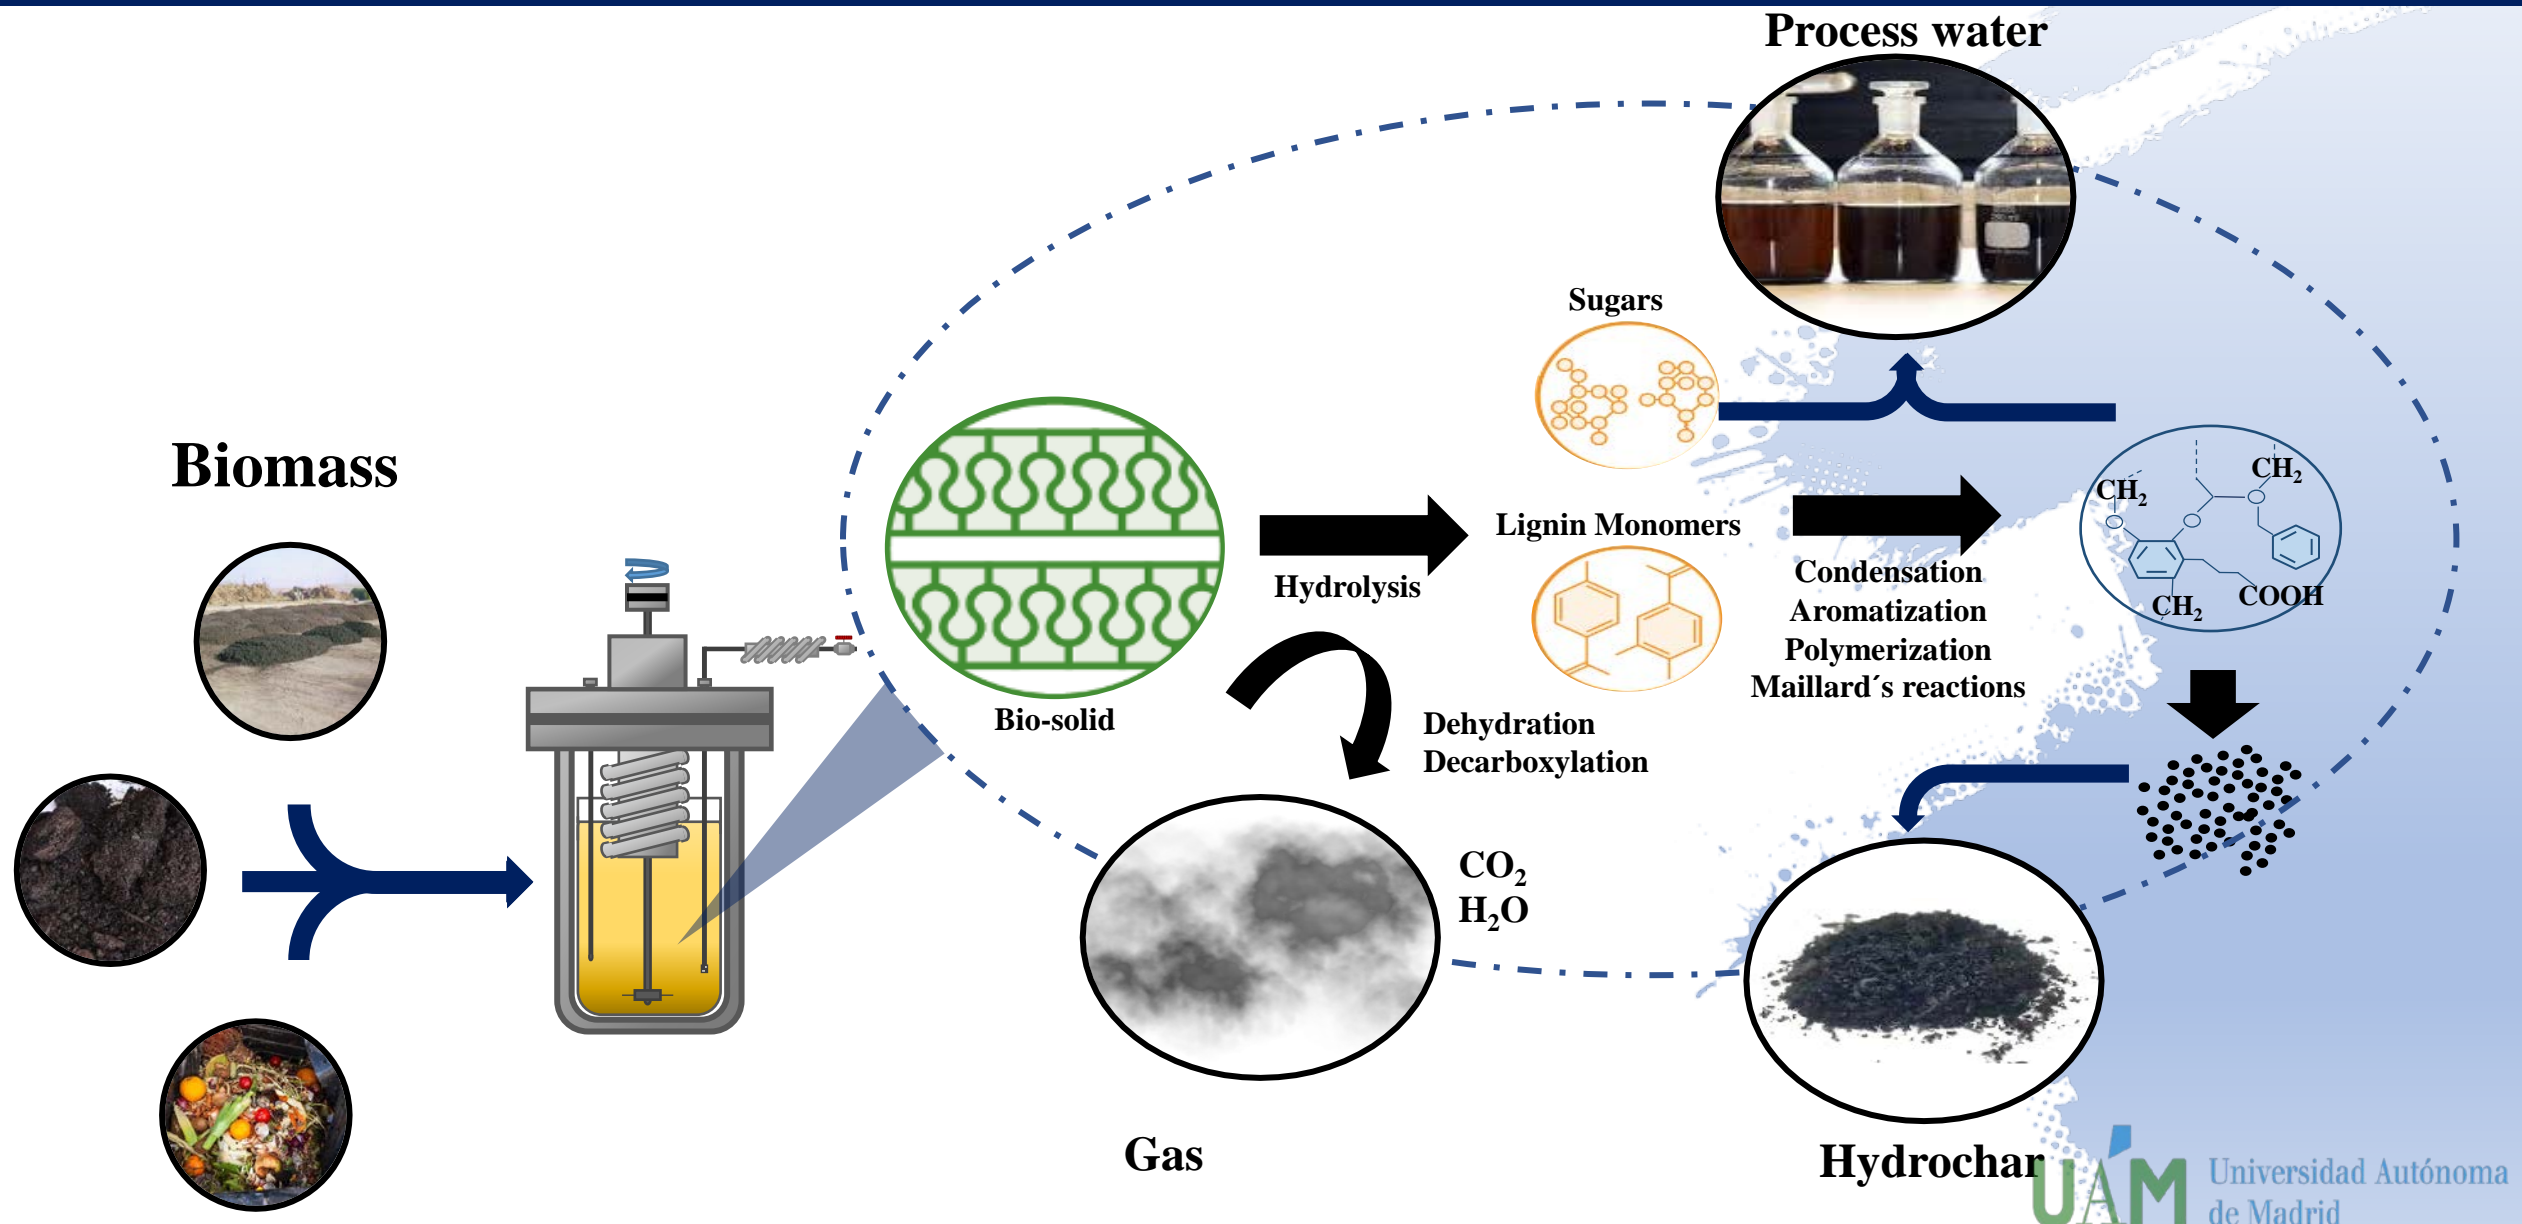 Process water
Sugars
Biomass
CH₂
CH₂
Lignin Monomers
Hydrolysis
Condensation
Aromatization
Polymerization
Maillard´s reactions
COOH
CH₂
Bio-solid
Dehydration
Decarboxylation
CO₂
H₂O
Gas
Hydrochar
UAM
Universidad Autónoma
de Madrid